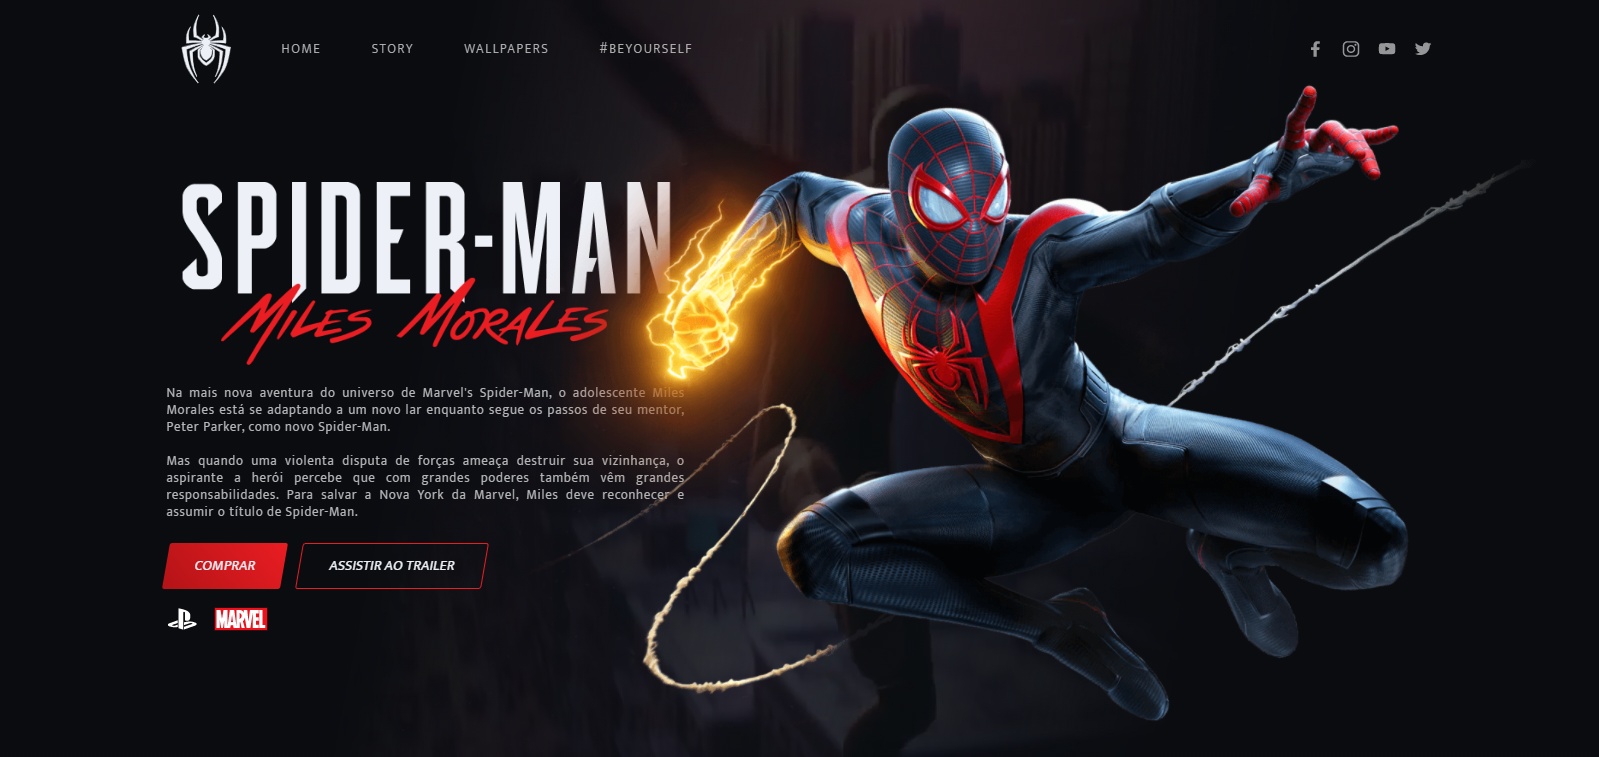 HOME STORY WALLPAPERS #BEYOURSELF
SPIDER-MAN
MILES MORALES
Na mais nova aventura do universo de Marvel's Spider-Man, o adolescente Miles
Morales está se adaptando a um novo lar enquanto segue os passos de seu mentor,
Peter Parker, como novo Spider-Man.
Mas quando uma violenta disputa de forças ameaça destruir sua vizinhança, o
aspirante a herói percebe que com grandes poderes também vêm grandes
responsabilidades. Para salvar a Nova York da Marvel, Miles deve reconhecer e
assumir o título de Spider-Man.
COMPRAR ASSISTIR AO TRAILER
MARVEL